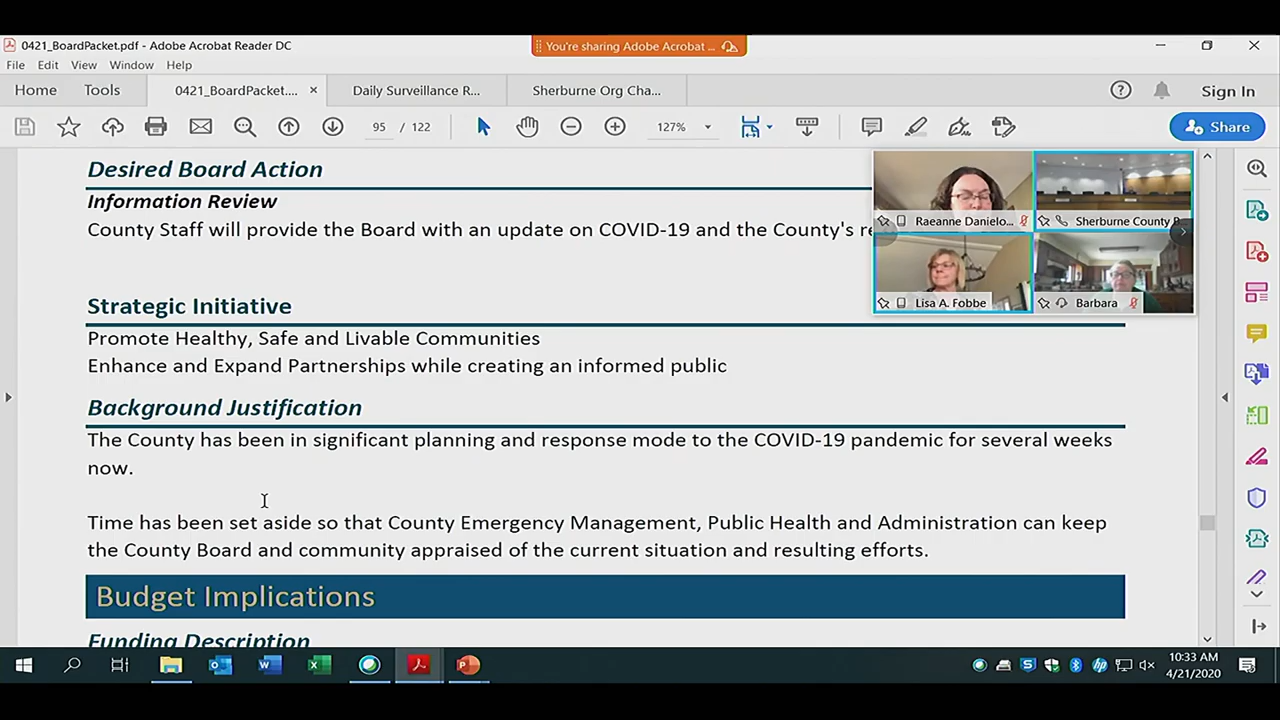 0421_BoardPacket.pdf - Adobe Acrobat Reader DC
You're sharing Adobe Acrobat ...
File Edit View Window Help
Home Tools 0421_BoardPacket.... × Daily Surveillance R... Sherburne Org Cha... Sign In
95 / 122 127% Share
Desired Board Action
Information Review
County Staff will provide the Board with an update on COVID-19 and the County's re
Raeanne Danielo... Sherburne County
Lisa A. Fobbe Barbara
Strategic Initiative
Promote Healthy, Safe and Livable Communities
Enhance and Expand Partnerships while creating an informed public
Background Justification
The County has been in significant planning and response mode to the COVID-19 pandemic for several weeks
now.
Time has been set aside so that County Emergency Management, Public Health and Administration can keep
the County Board and community appraised of the current situation and resulting efforts.
Budget Implications
Funding Description
10:33 AM
4/21/2020